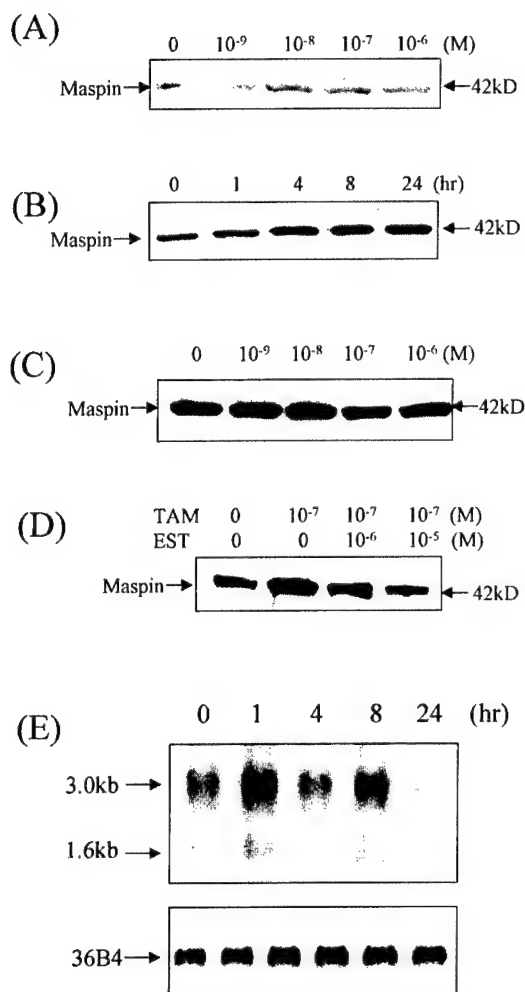 (A)
0 10-9 10-8 10-7 10-6 (M)
Maspin 42kD
(B)
0 1 4 8 24 (hr)
Maspin 42kD
(C)
0 10-9 10-8 10-7 10-6 (M)
Maspin 42kD
(D)
TAM 0 10-7 10-7 10-7 (M)
EST 0 0 10-6 10-5 (M)
Maspin 42kD
(E)
0 1 4 8 24 (hr)
3.0kb
1.6kb
36B4